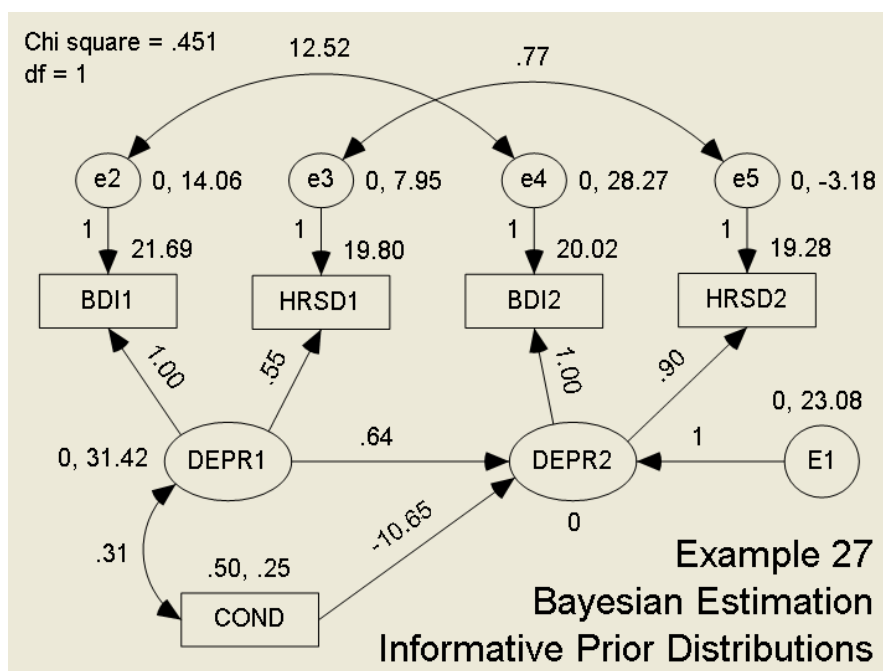 Chi square = .451
df = 1
12.52
.77
e2
0, 14.06
e3
0, 7.95
e4
0, 28.27
e5
0, -3.18
1
21.69
1
19.80
1
20.02
1
19.28
BDI1
HRSD1
BDI2
HRSD2
1.00
.55
1.00
.90
0, 23.08
0, 31.42
DEPR1
.64
DEPR2
1
E1
0
.31
-10.65
.50, .25
COND
Example 27
Bayesian Estimation
Informative Prior Distributions